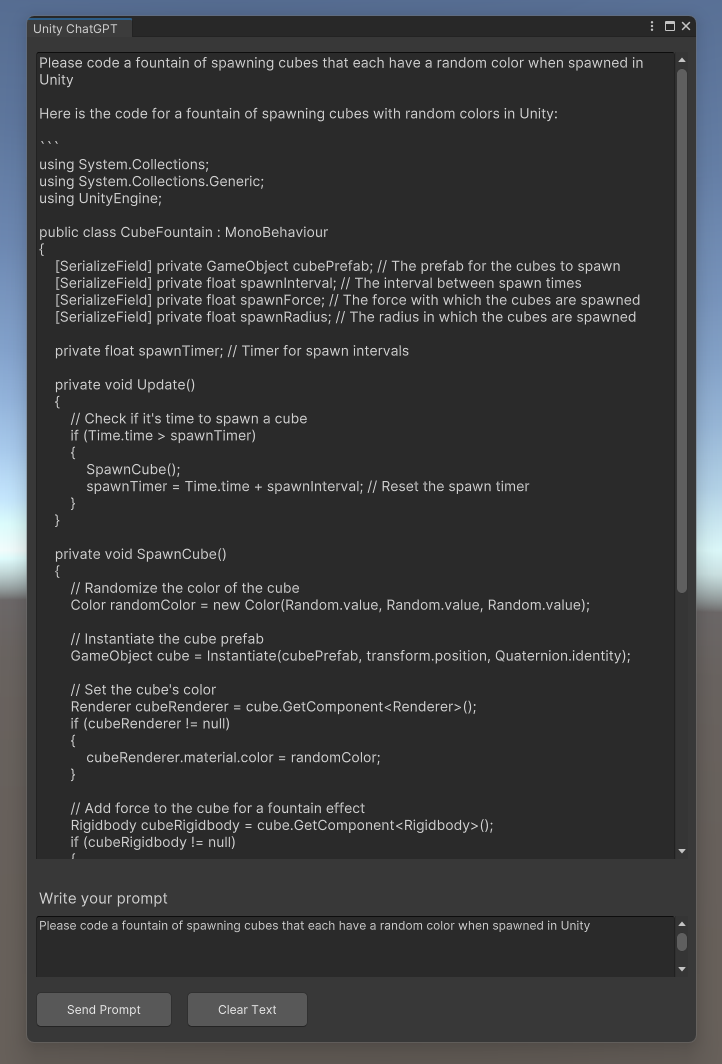 Unity ChatGPT
Please code a fountain of spawning cubes that each have a random color when spawned in
Unity
Here is the code for a fountain of spawning cubes with random colors in Unity:
```
using System.Collections;
using System.Collections.Generic;
using UnityEngine;
public class CubeFountain : MonoBehaviour
{
    [SerializeField] private GameObject cubePrefab; // The prefab for the cubes to spawn
    [SerializeField] private float spawnInterval; // The interval between spawn times
    [SerializeField] private float spawnForce; // The force with which the cubes are spawned
    [SerializeField] private float spawnRadius; // The radius in which the cubes are spawned
    private float spawnTimer; // Timer for spawn intervals
    private void Update()
    {
        // Check if it's time to spawn a cube
        if (Time.time > spawnTimer)
        {
            SpawnCube();
            spawnTimer = Time.time + spawnInterval; // Reset the spawn timer
        }
    }
    private void SpawnCube()
    {
        // Randomize the color of the cube
        Color randomColor = new Color(Random.value, Random.value, Random.value);
        // Instantiate the cube prefab
        GameObject cube = Instantiate(cubePrefab, transform.position, Quaternion.identity);
        // Set the cube's color
        Renderer cubeRenderer = cube.GetComponent<Renderer>();
        if (cubeRenderer != null)
        {
            cubeRenderer.material.color = randomColor;
        }
        // Add force to the cube for a fountain effect
        Rigidbody cubeRigidbody = cube.GetComponent<Rigidbody>();
        if (cubeRigidbody != null)
        {
Write your prompt
Please code a fountain of spawning cubes that each have a random color when spawned in Unity
Send Prompt
Clear Text